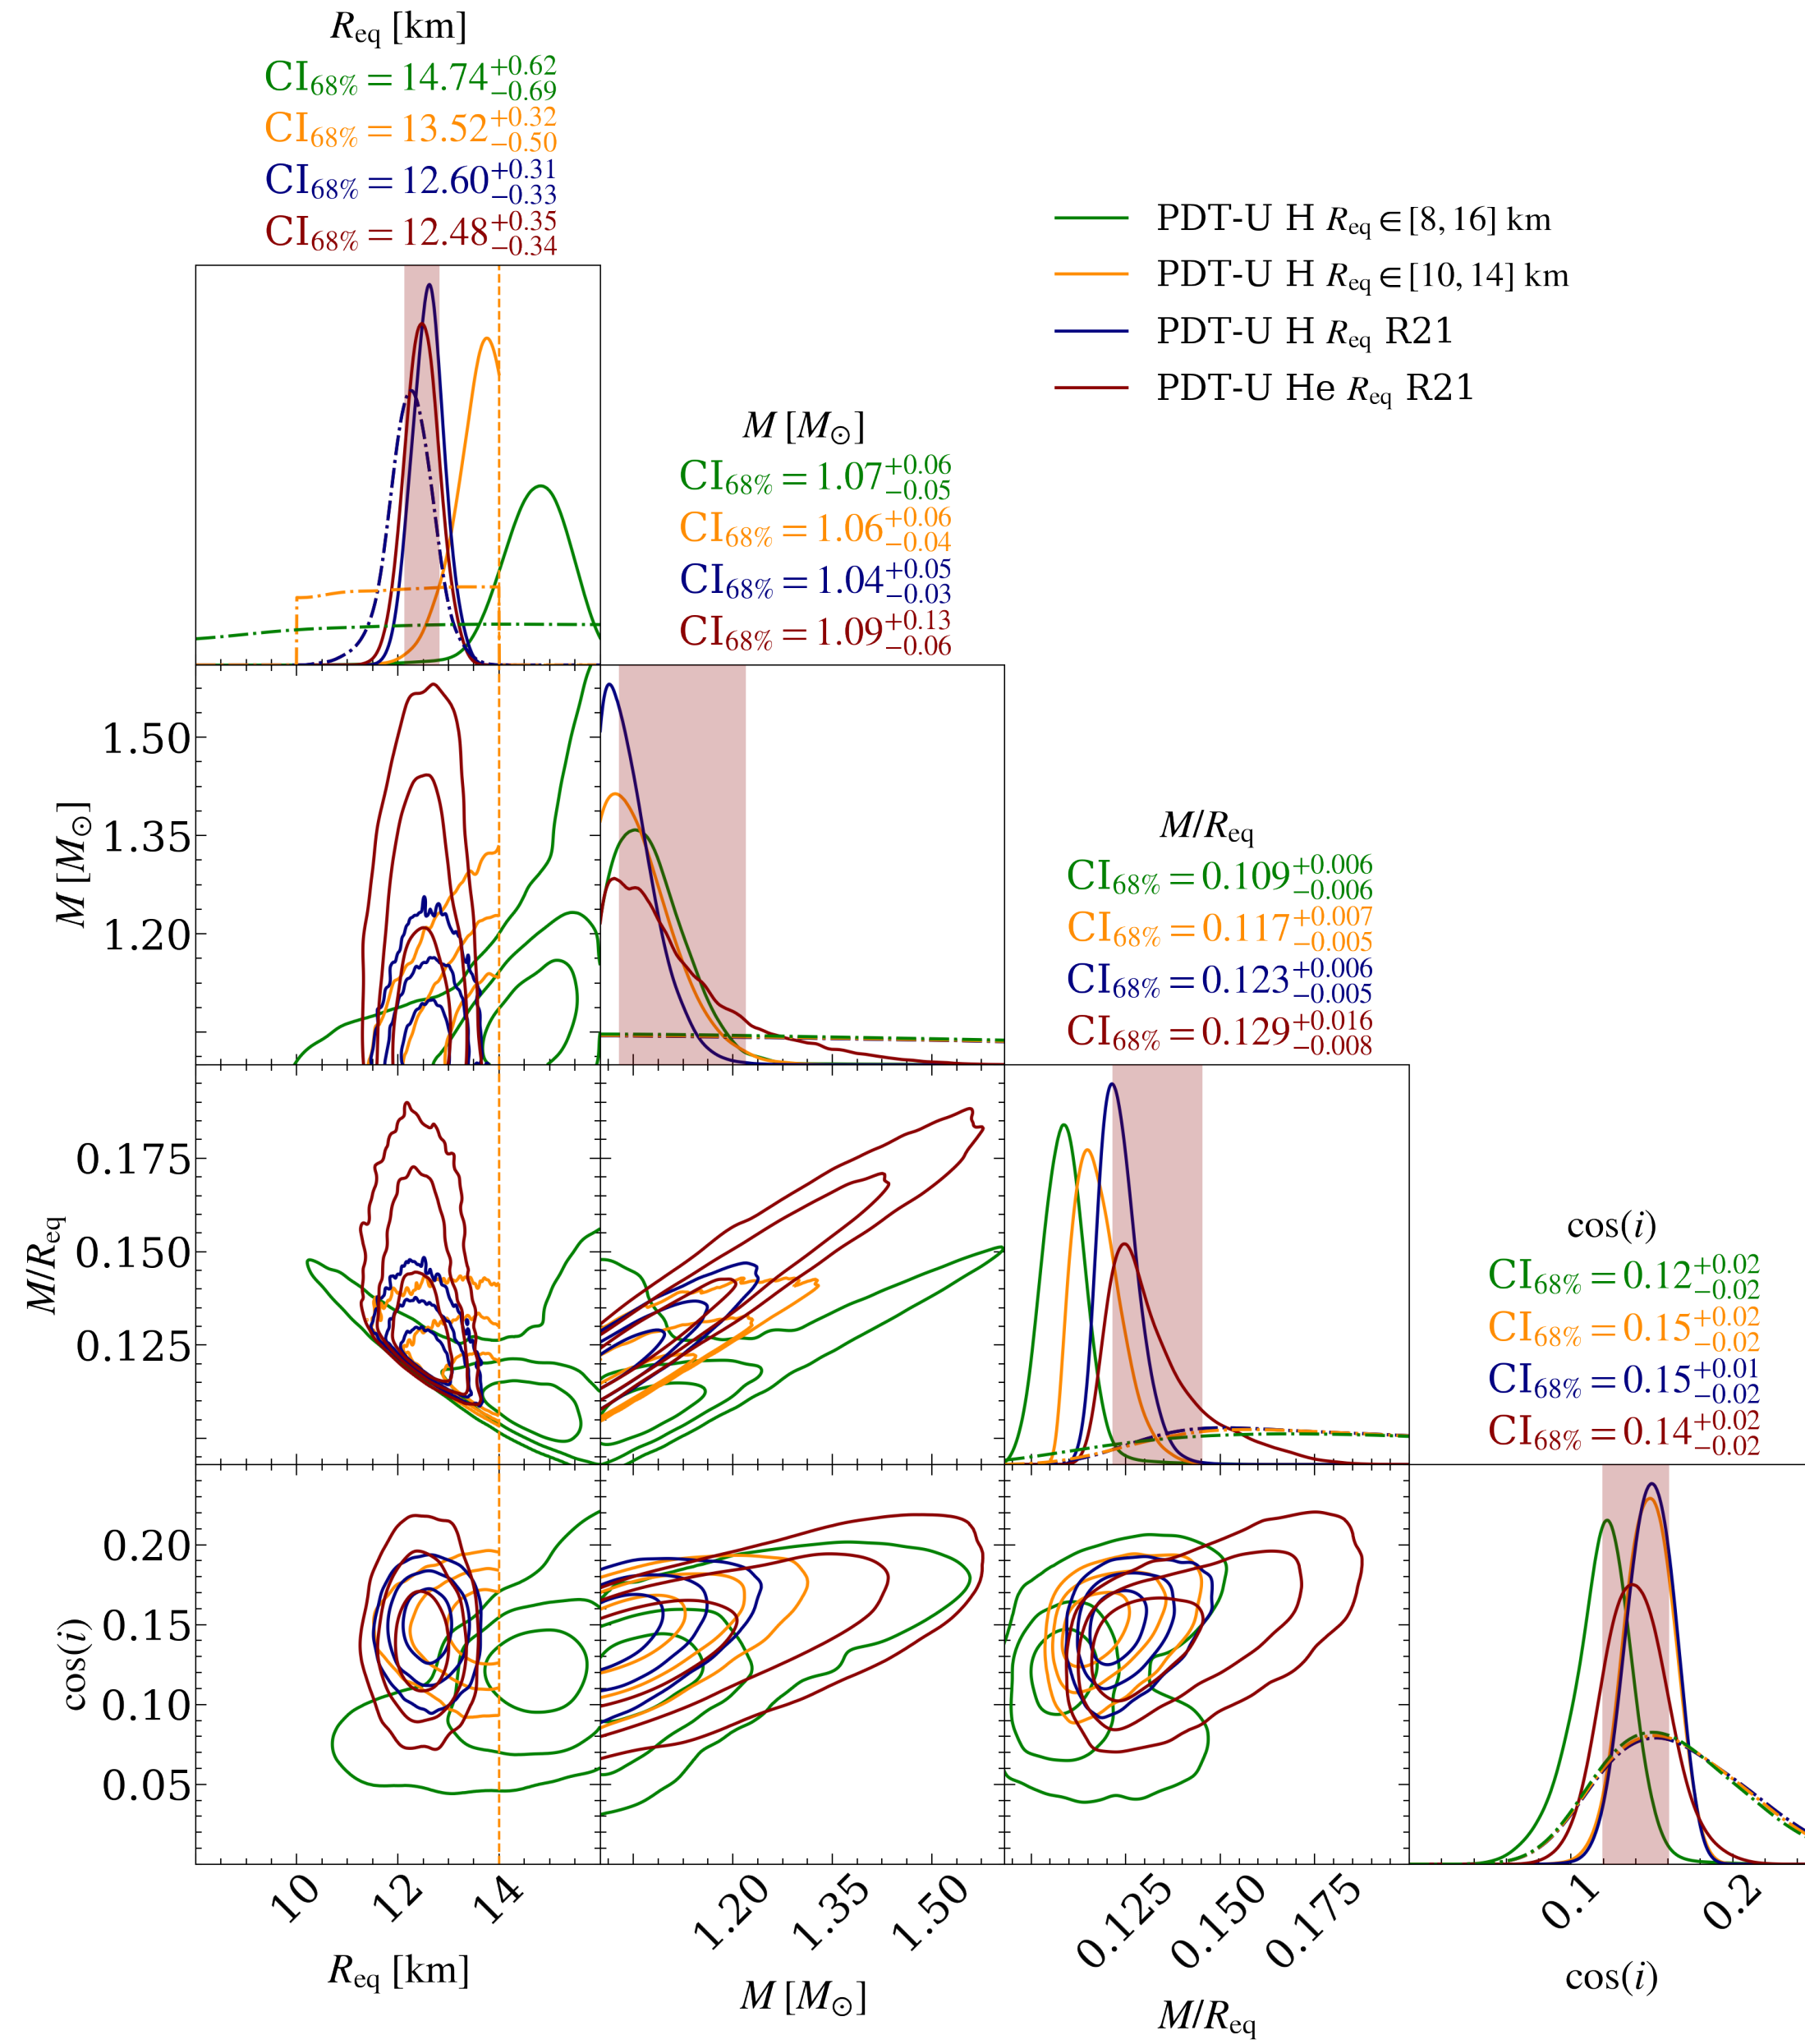 R_eq [km]
CI_68% = 14.74^{+0.62}_{−0.69}
CI_68% = 13.52^{+0.32}_{−0.50}
CI_68% = 12.60^{+0.31}_{−0.33}
CI_68% = 12.48^{+0.35}_{−0.34}
PDT-U H R_eq ∈ [8, 16] km
PDT-U H R_eq ∈ [10, 14] km
PDT-U H R_eq R21
PDT-U He R_eq R21
M [M_⊙]
CI_68% = 1.07^{+0.06}_{−0.05}
CI_68% = 1.06^{+0.06}_{−0.04}
CI_68% = 1.04^{+0.05}_{−0.03}
CI_68% = 1.09^{+0.13}_{−0.06}
1.50
1.35
1.20
M [M_⊙]
M/R_eq
CI_68% = 0.109^{+0.006}_{−0.006}
CI_68% = 0.117^{+0.007}_{−0.005}
CI_68% = 0.123^{+0.006}_{−0.005}
CI_68% = 0.129^{+0.016}_{−0.008}
0.175
0.150
0.125
M/R_eq
cos(i)
CI_68% = 0.12^{+0.02}_{−0.02}
CI_68% = 0.15^{+0.02}_{−0.02}
CI_68% = 0.15^{+0.01}_{−0.02}
CI_68% = 0.14^{+0.02}_{−0.02}
0.20
0.15
0.10
0.05
cos(i)
10 12 14
1.20 1.35 1.50
0.125 0.150 0.175
0.1 0.2
R_eq [km]
M [M_⊙]
M/R_eq
cos(i)